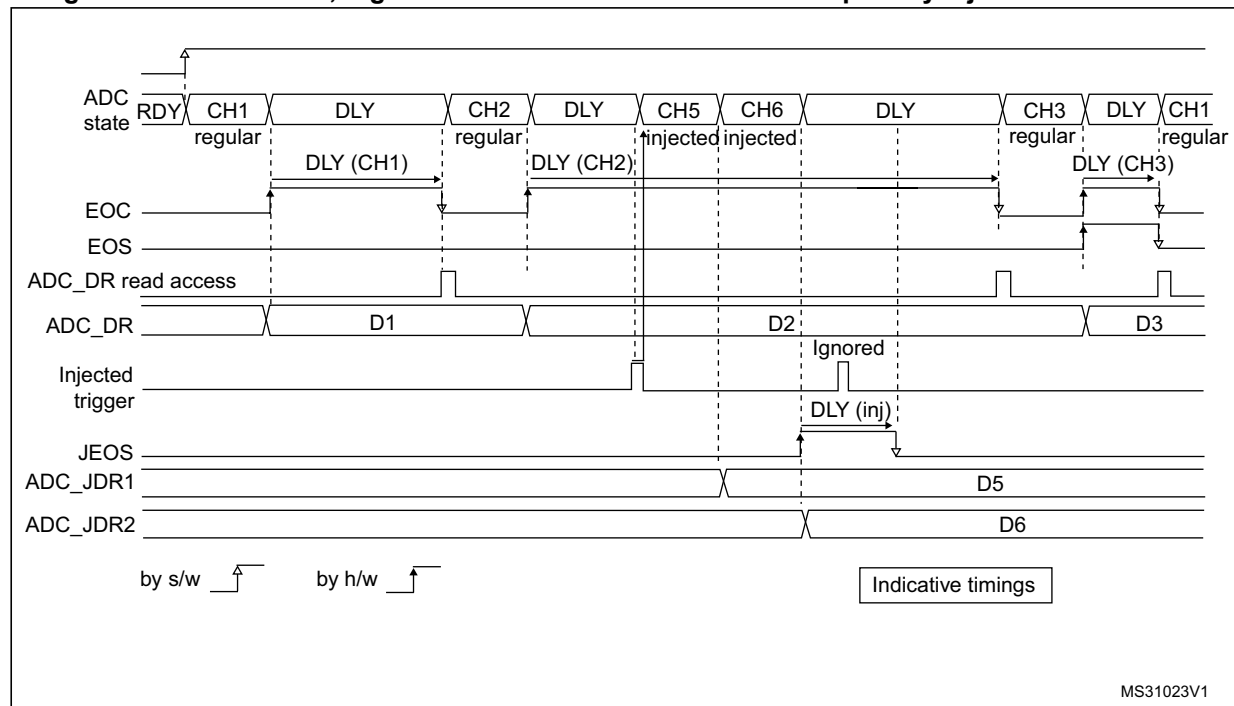 ADC state RDY CH1 DLY CH2 DLY CH5 CH6 DLY CH3 DLY CH1
regular regular injected injected regular regular
DLY (CH1) DLY (CH2) DLY (CH3)
EOC
EOS
ADC_DR read access
ADC_DR D1 D2 D3
Ignored
Injected trigger
DLY (inj)
JEOS
ADC_JDR1 D5
ADC_JDR2 D6
by s/w by h/w Indicative timings
MS31023V1